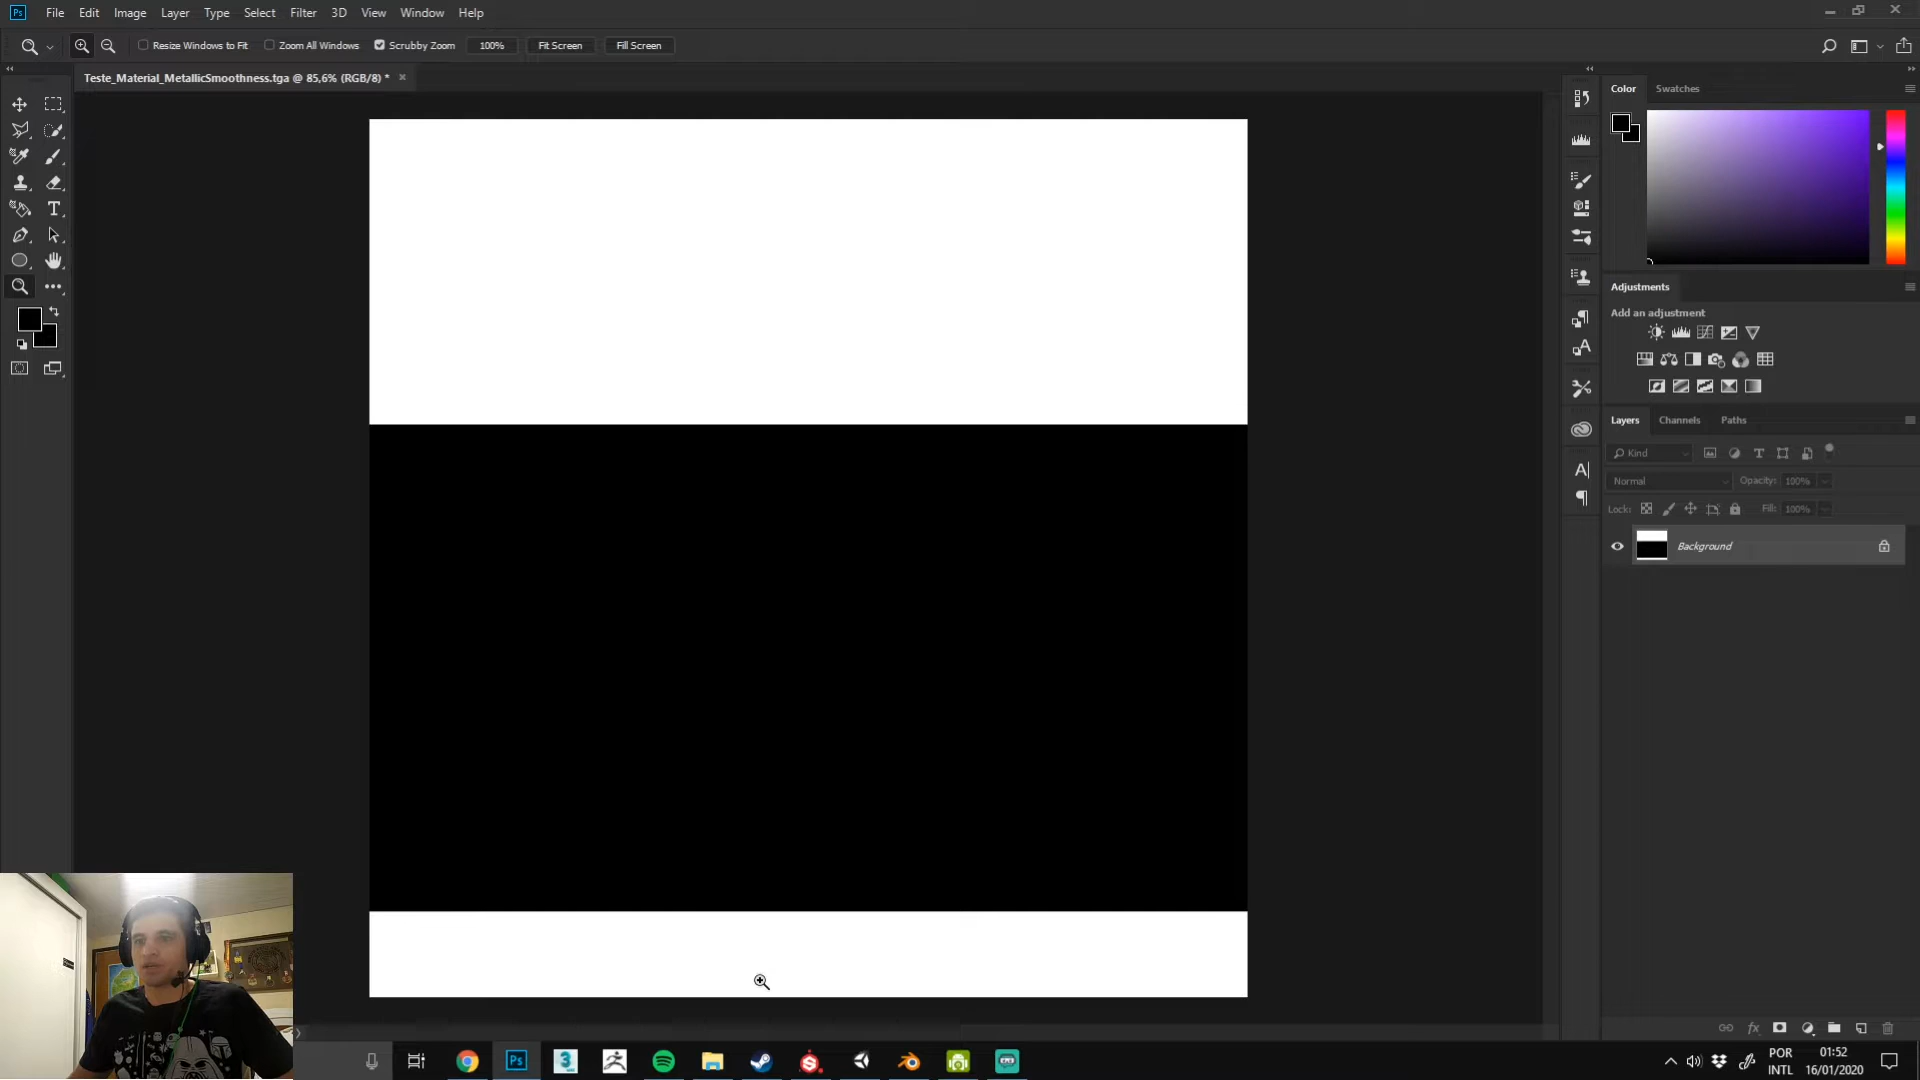 Ps File Edit Image Layer Type Select Filter 3D View Window Help
Resize Windows to Fit Zoom All Windows Scrubby Zoom 100% Fit Screen Fill Screen
Teste_Material_MetallicSmoothness.tga @ 85,6% (RGB/8) *
Color Swatches
Adjustments
Add an adjustment
Layers Channels Paths
Kind
Normal Opacity: 100%
Lock: Fill: 100%
Background
POR 01:52
INTL 16/01/2020